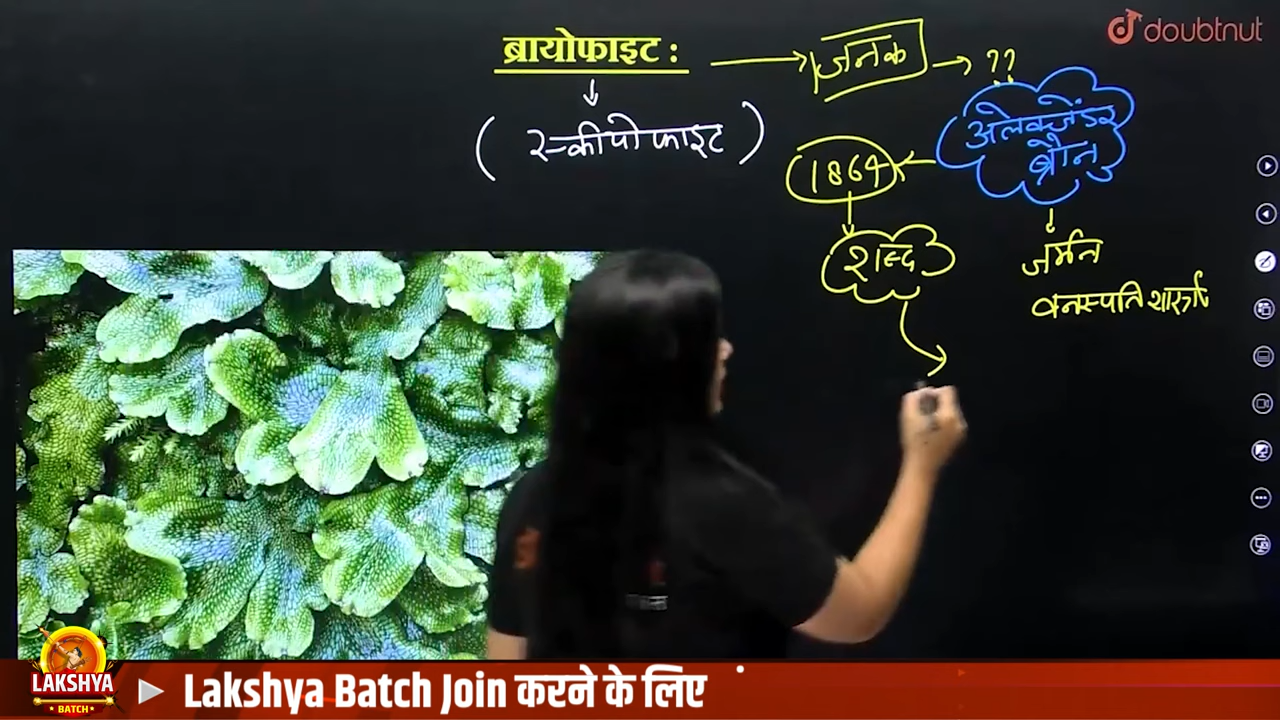 ब्रायोफाइट :
जनक
??
doubtnut
(स्कीयोफाइट)
अलेक्जेंडर
ब्रौन
1864
शब्द
जर्मन
वनस्पति शास्त्री
LAKSHYA
BATCH
Lakshya Batch Join करने के लिए